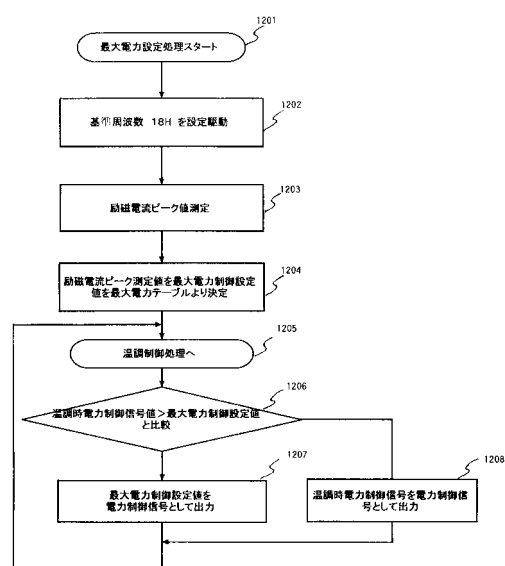 1201
最大電力設定処理スタート
1202
基準周波数 18H を設定駆動
1203
励磁電流ピーク値測定
1204
励磁電流ピーク測定値を最大電力制御設定
値を最大電力テーブルより決定
1205
温調制御処理へ
1206
温調時電力制御信号値＞最大電力制御設定値
と比較
1207
最大電力制御設定値を
電力制御信号として出力
1208
温調時電力制御信号を電力制御信
号として出力